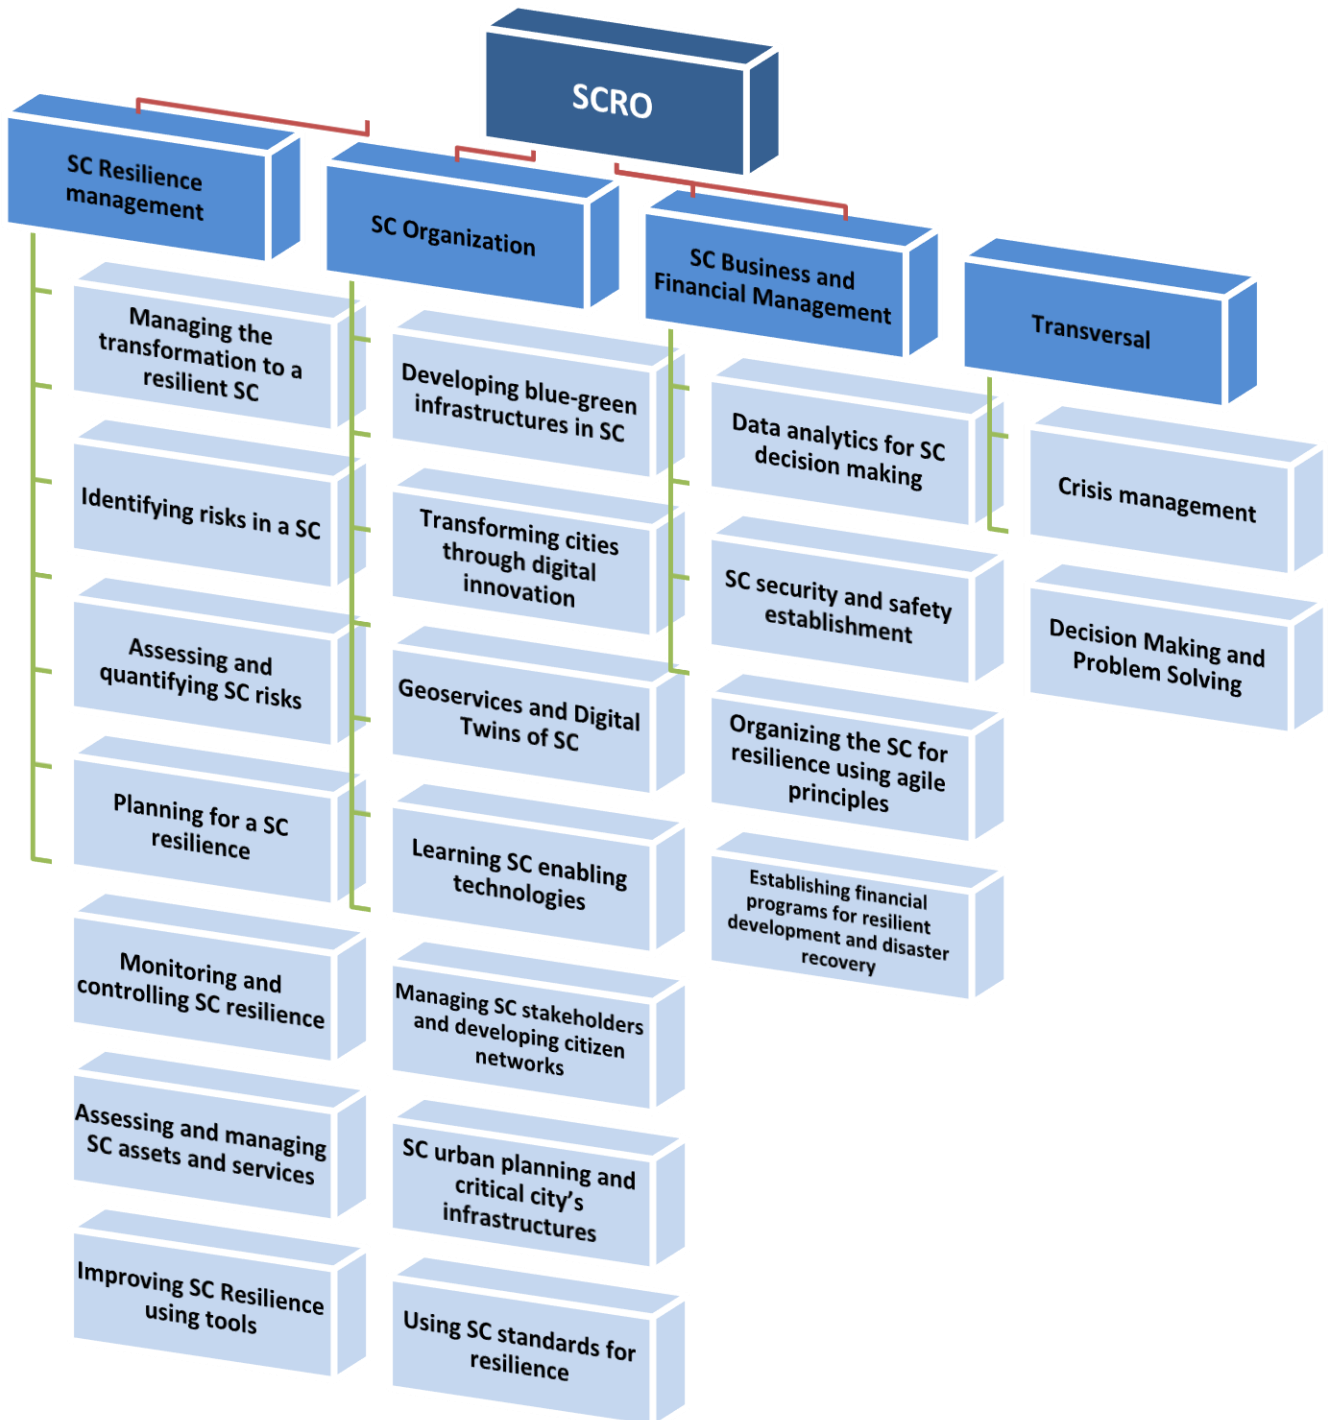 SCRO
SC Resilience
management
Managing the
transformation to a
resilient SC
Identifying risks in a SC
Assessing and
quantifying SC risks
Planning for a SC
resilience
Monitoring and
controlling SC resilience
Assessing and managing
SC assets and services
Improving SC Resilience
using tools
SC Organization
Developing blue-green
infrastructures in SC
Transforming cities
through digital
innovation
Geoservices and Digital
Twins of SC
Learning SC enabling
technologies
Managing SC stakeholders
and developing citizen
networks
SC urban planning and
critical city’s
infrastructures
Using SC standards for
resilience
SC Business and
Financial Management
Data analytics for SC
decision making
SC security and safety
establishment
Organizing the SC for
resilience using agile
principles
Establishing financial
programs for resilient
development and disaster
recovery
Transversal
Crisis management
Decision Making and
Problem Solving